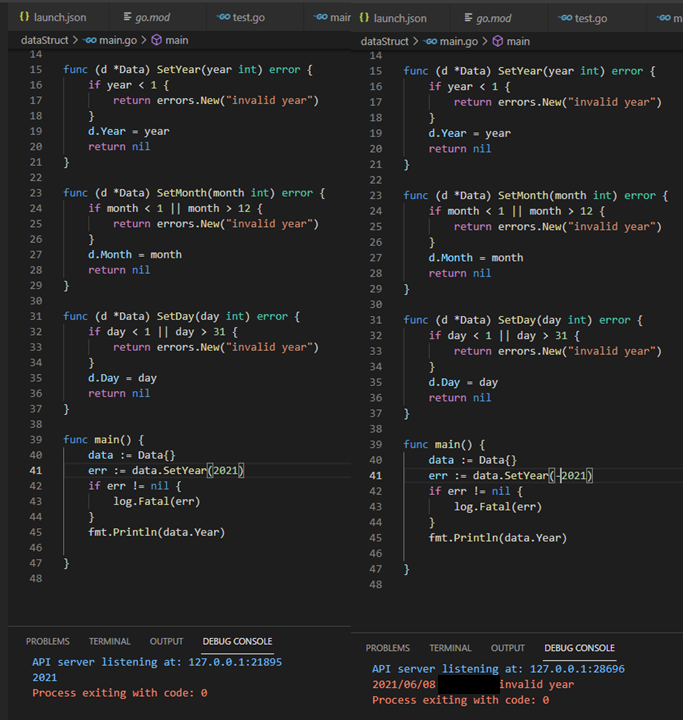 launch.json go.mod test.go main
dataStruct > main.go > main
14
15 func (d *Data) SetYear(year int) error {
16 if year < 1 {
17 return errors.New("invalid year")
18 }
19 d.Year = year
20 return nil
21 }
22
23 func (d *Data) SetMonth(month int) error {
24 if month < 1 || month > 12 {
25 return errors.New("invalid year")
26 }
27 d.Month = month
28 return nil
29 }
30
31 func (d *Data) SetDay(day int) error {
32 if day < 1 || day > 31 {
33 return errors.New("invalid year")
34 }
35 d.Day = day
36 return nil
37 }
38
39 func main() {
40 data := Data{}
41 err := data.SetYear(2021)
42 if err != nil {
43 log.Fatal(err)
44 }
45 fmt.Println(data.Year)
46
47 }
48
PROBLEMS TERMINAL OUTPUT DEBUG CONSOLE
API server listening at: 127.0.0.1:21895
2021
Process exiting with code: 0
launch.json go.mod test.go m
dataStruct > main.go > main
14
15 func (d *Data) SetYear(year int) error {
16 if year < 1 {
17 return errors.New("invalid year")
18 }
19 d.Year = year
20 return nil
21 }
22
23 func (d *Data) SetMonth(month int) error {
24 if month < 1 || month > 12 {
25 return errors.New("invalid year")
26 }
27 d.Month = month
28 return nil
29 }
30
31 func (d *Data) SetDay(day int) error {
32 if day < 1 || day > 31 {
33 return errors.New("invalid year")
34 }
35 d.Day = day
36 return nil
37 }
38
39 func main() {
40 data := Data{}
41 err := data.SetYear(-2021)
42 if err != nil {
43 log.Fatal(err)
44 }
45 fmt.Println(data.Year)
46
47 }
48
PROBLEMS TERMINAL OUTPUT DEBUG CONSOLE
API server listening at: 127.0.0.1:28696
2021/06/08 invalid year
Process exiting with code: 0